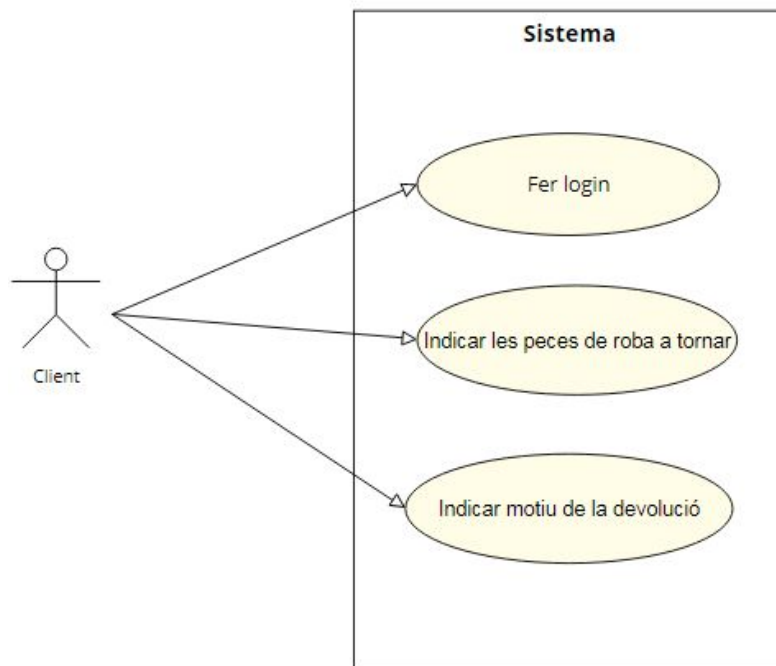 Sistema
Fer login
Indicar les peces de roba a tornar
Client
Indicar motiu de la devolució